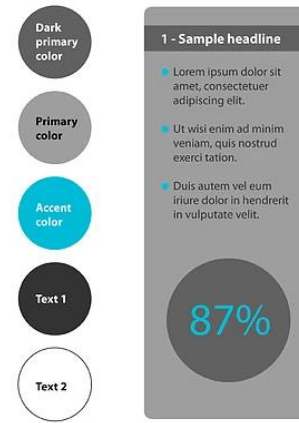 Dark
primary
color
Primary
color
Accent
color
Text 1
Text 2
1 - Sample headline
Lorem ipsum dolor sit
amet, consectetuer
adipiscing elit.
Ut wisi enim ad minim
veniam, quis nostrud
exerci tation.
Duis autem vel eum
iriure dolor in hendrerit
in vulputate velit.
87%